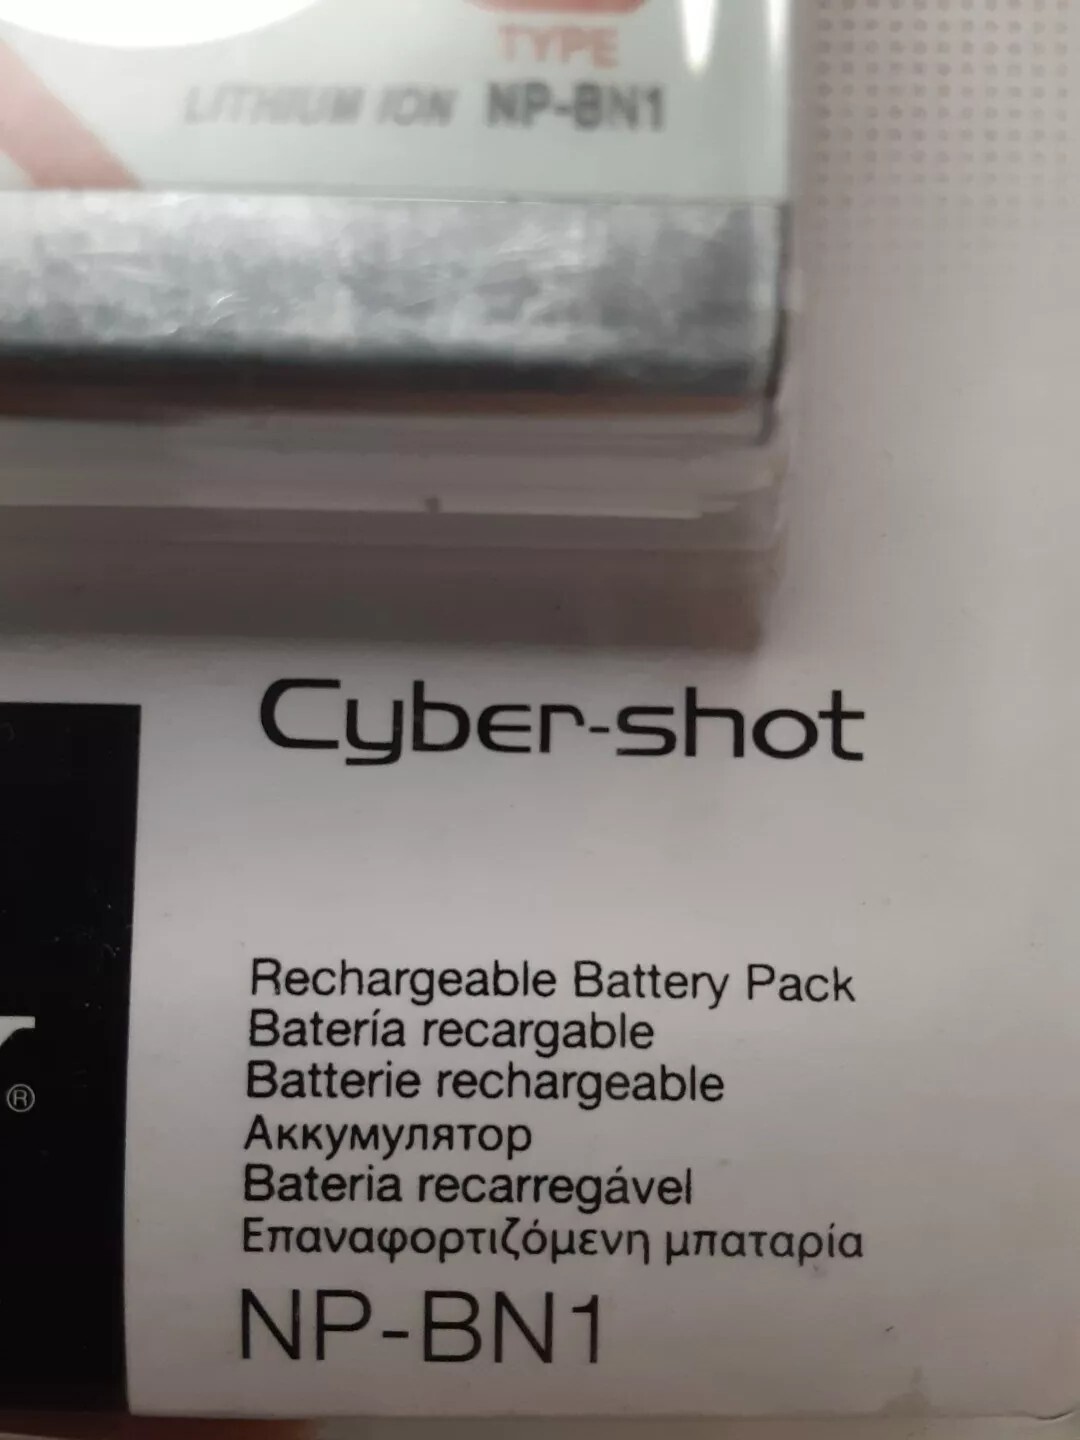 TYPE
LITHIUM ION NP-BN1
Cyber-shot
Rechargeable Battery Pack
Batería recargable
Batterie rechargeable
Аккумулятор
Bateria recarregável
Επαναφορτιζόμενη μπαταρία
®
NP-BN1